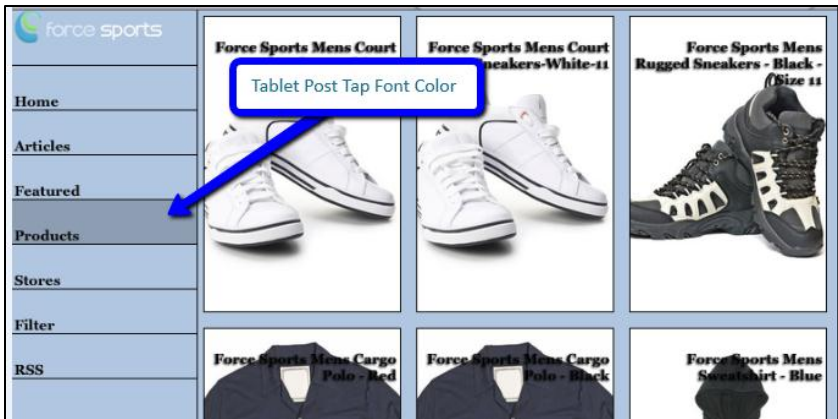 force sports
Home
Articles
Featured
Products
Stores
Filter
RSS
Tablet Post Tap Font Color
Force Sports Mens Court
Force Sports Mens Court
Sneakers-White-11
Force Sports Mens
Rugged Sneakers - Black -
Size 11
Force Sports Mens Cargo
Polo - Red
Force Sports Mens Cargo
Polo - Black
Force Sports Mens
Sweatshirt - Blue